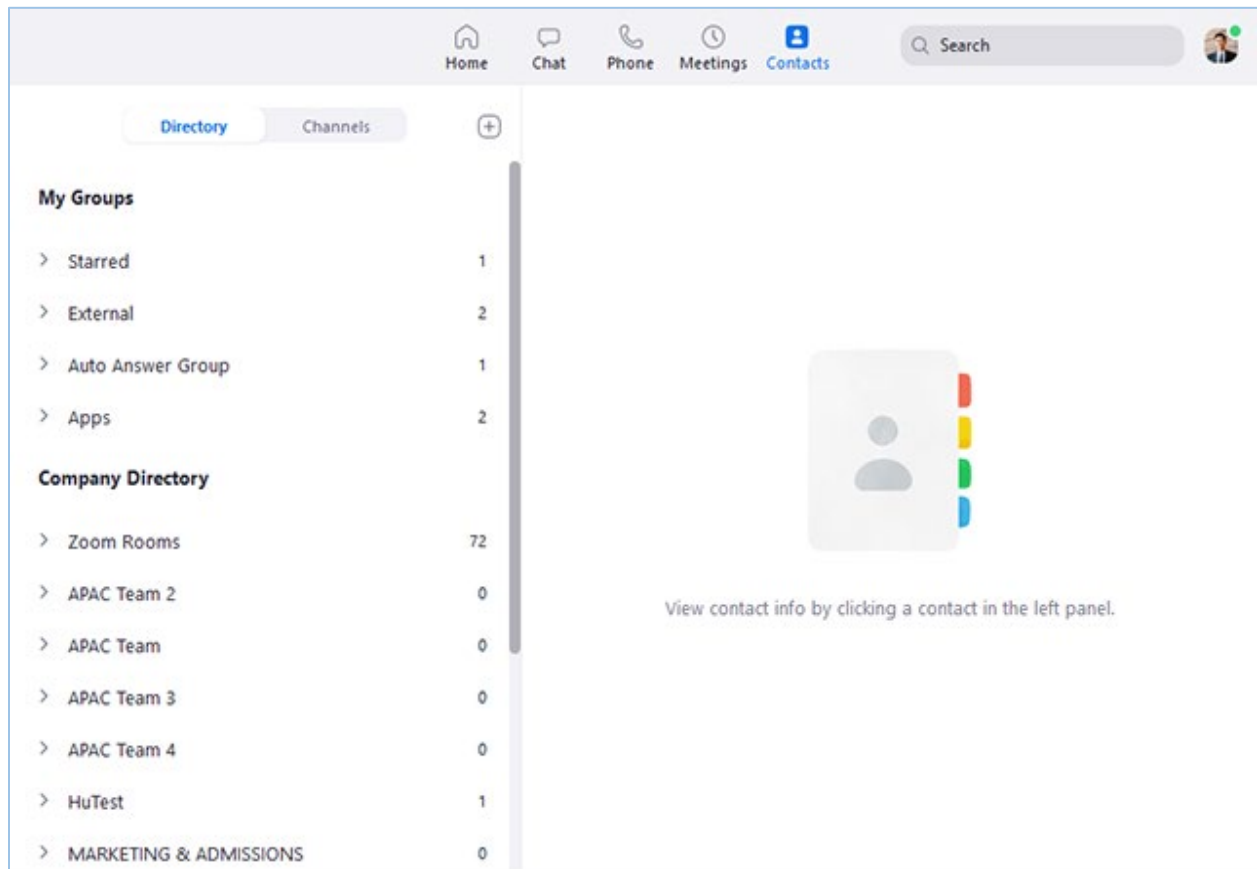 Home Chat Phone Meetings Contacts Search
Directory Channels
My Groups
Starred 1
External 2
Auto Answer Group 1
Apps 2
Company Directory
Zoom Rooms 72
APAC Team 2 0
APAC Team 0
APAC Team 3 0
APAC Team 4 0
HuTest 1
MARKETING & ADMISSIONS 0
View contact info by clicking a contact in the left panel.